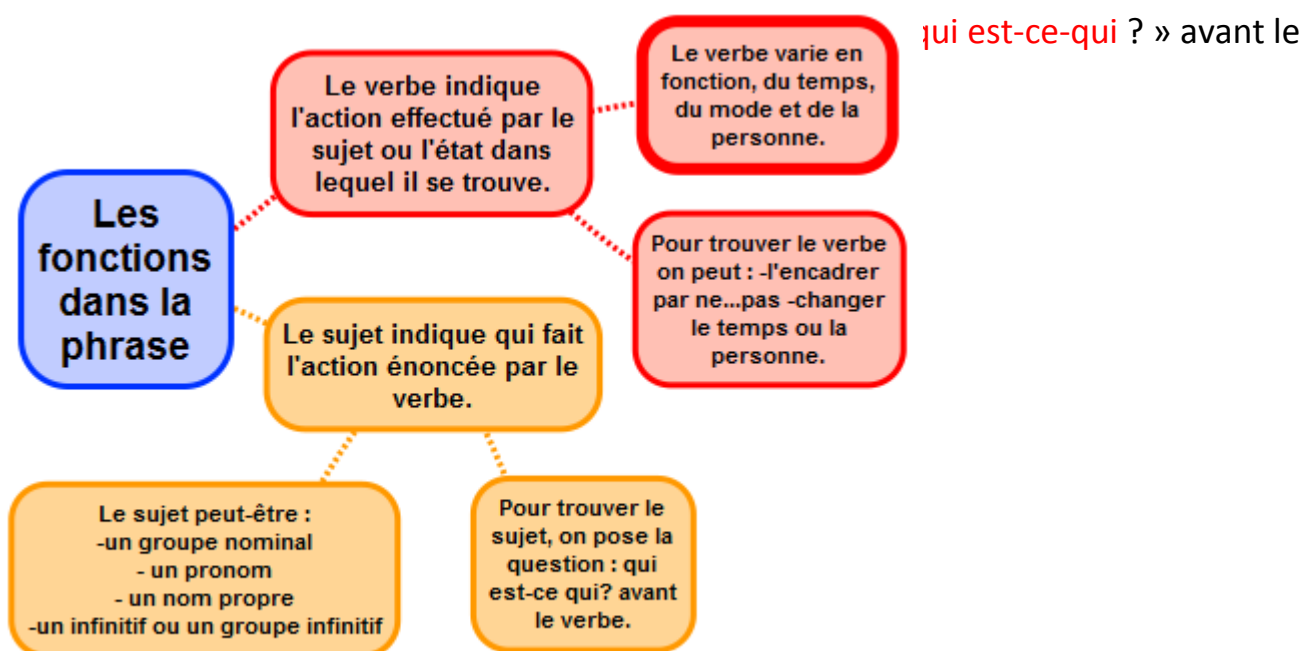 qui est-ce-qui ? » avant le
Le verbe varie en
fonction, du temps,
du mode et de la
personne.
Le verbe indique
l'action effectué par le
sujet ou l'état dans
lequel il se trouve.
Les
fonctions
dans la
phrase
Pour trouver le verbe
on peut : -l'encadrer
par ne...pas -changer
le temps ou la
personne.
Le sujet indique qui fait
l'action énoncée par le
verbe.
Le sujet peut-être :
-un groupe nominal
- un pronom
- un nom propre
-un infinitif ou un groupe infinitif
Pour trouver le
sujet, on pose la
question : qui
est-ce qui? avant
le verbe.